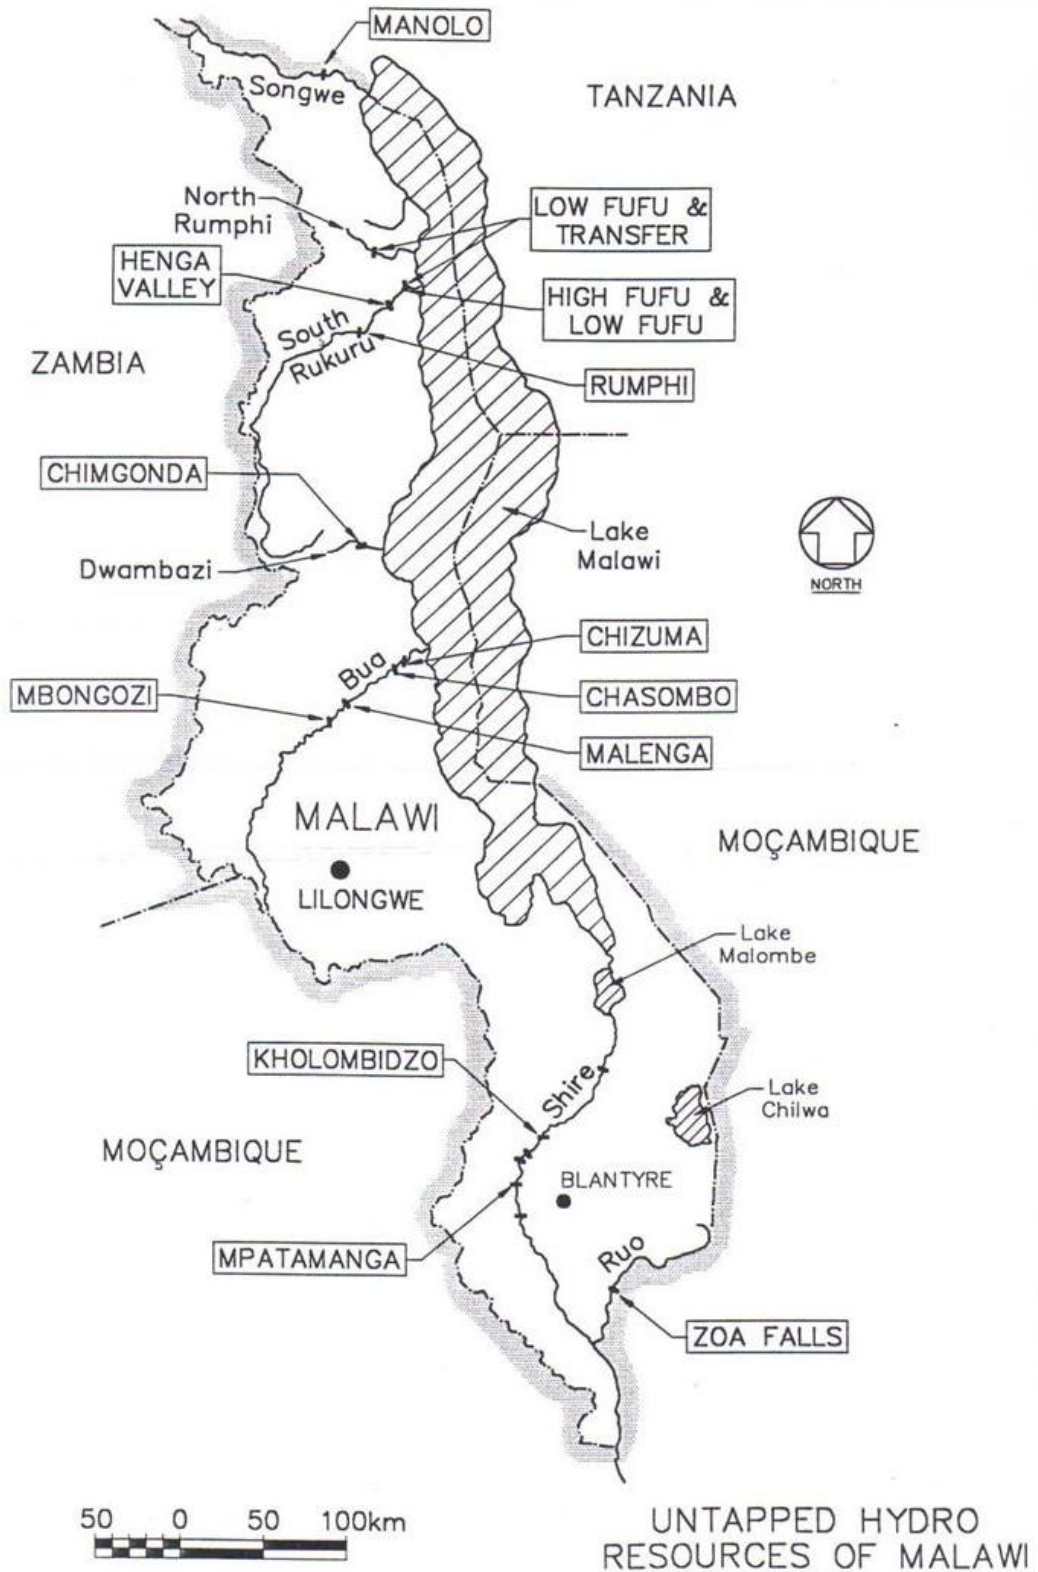 MANOLO
Songwe
TANZANIA
North
Rumphi
LOW FUFU &
TRANSFER
HENGA
VALLEY
HIGH FUFU &
LOW FUFU
South
Rukuru
ZAMBIA
RUMPHI
CHIMGONDA
Lake
Malawi
Dwambazi
NORTH
CHIZUMA
Bua
MBONGOZI
CHASOMBO
MALENGA
MALAWI
MOÇAMBIQUE
LILONGWE
Lake
Malombe
KHOLOMBIDZO
Shire
Lake
Chilwa
MOÇAMBIQUE
BLANTYRE
MPATAMANGA
Ruo
ZOA FALLS
50 0 50 100km
UNTAPPED HYDRO
RESOURCES OF MALAWI